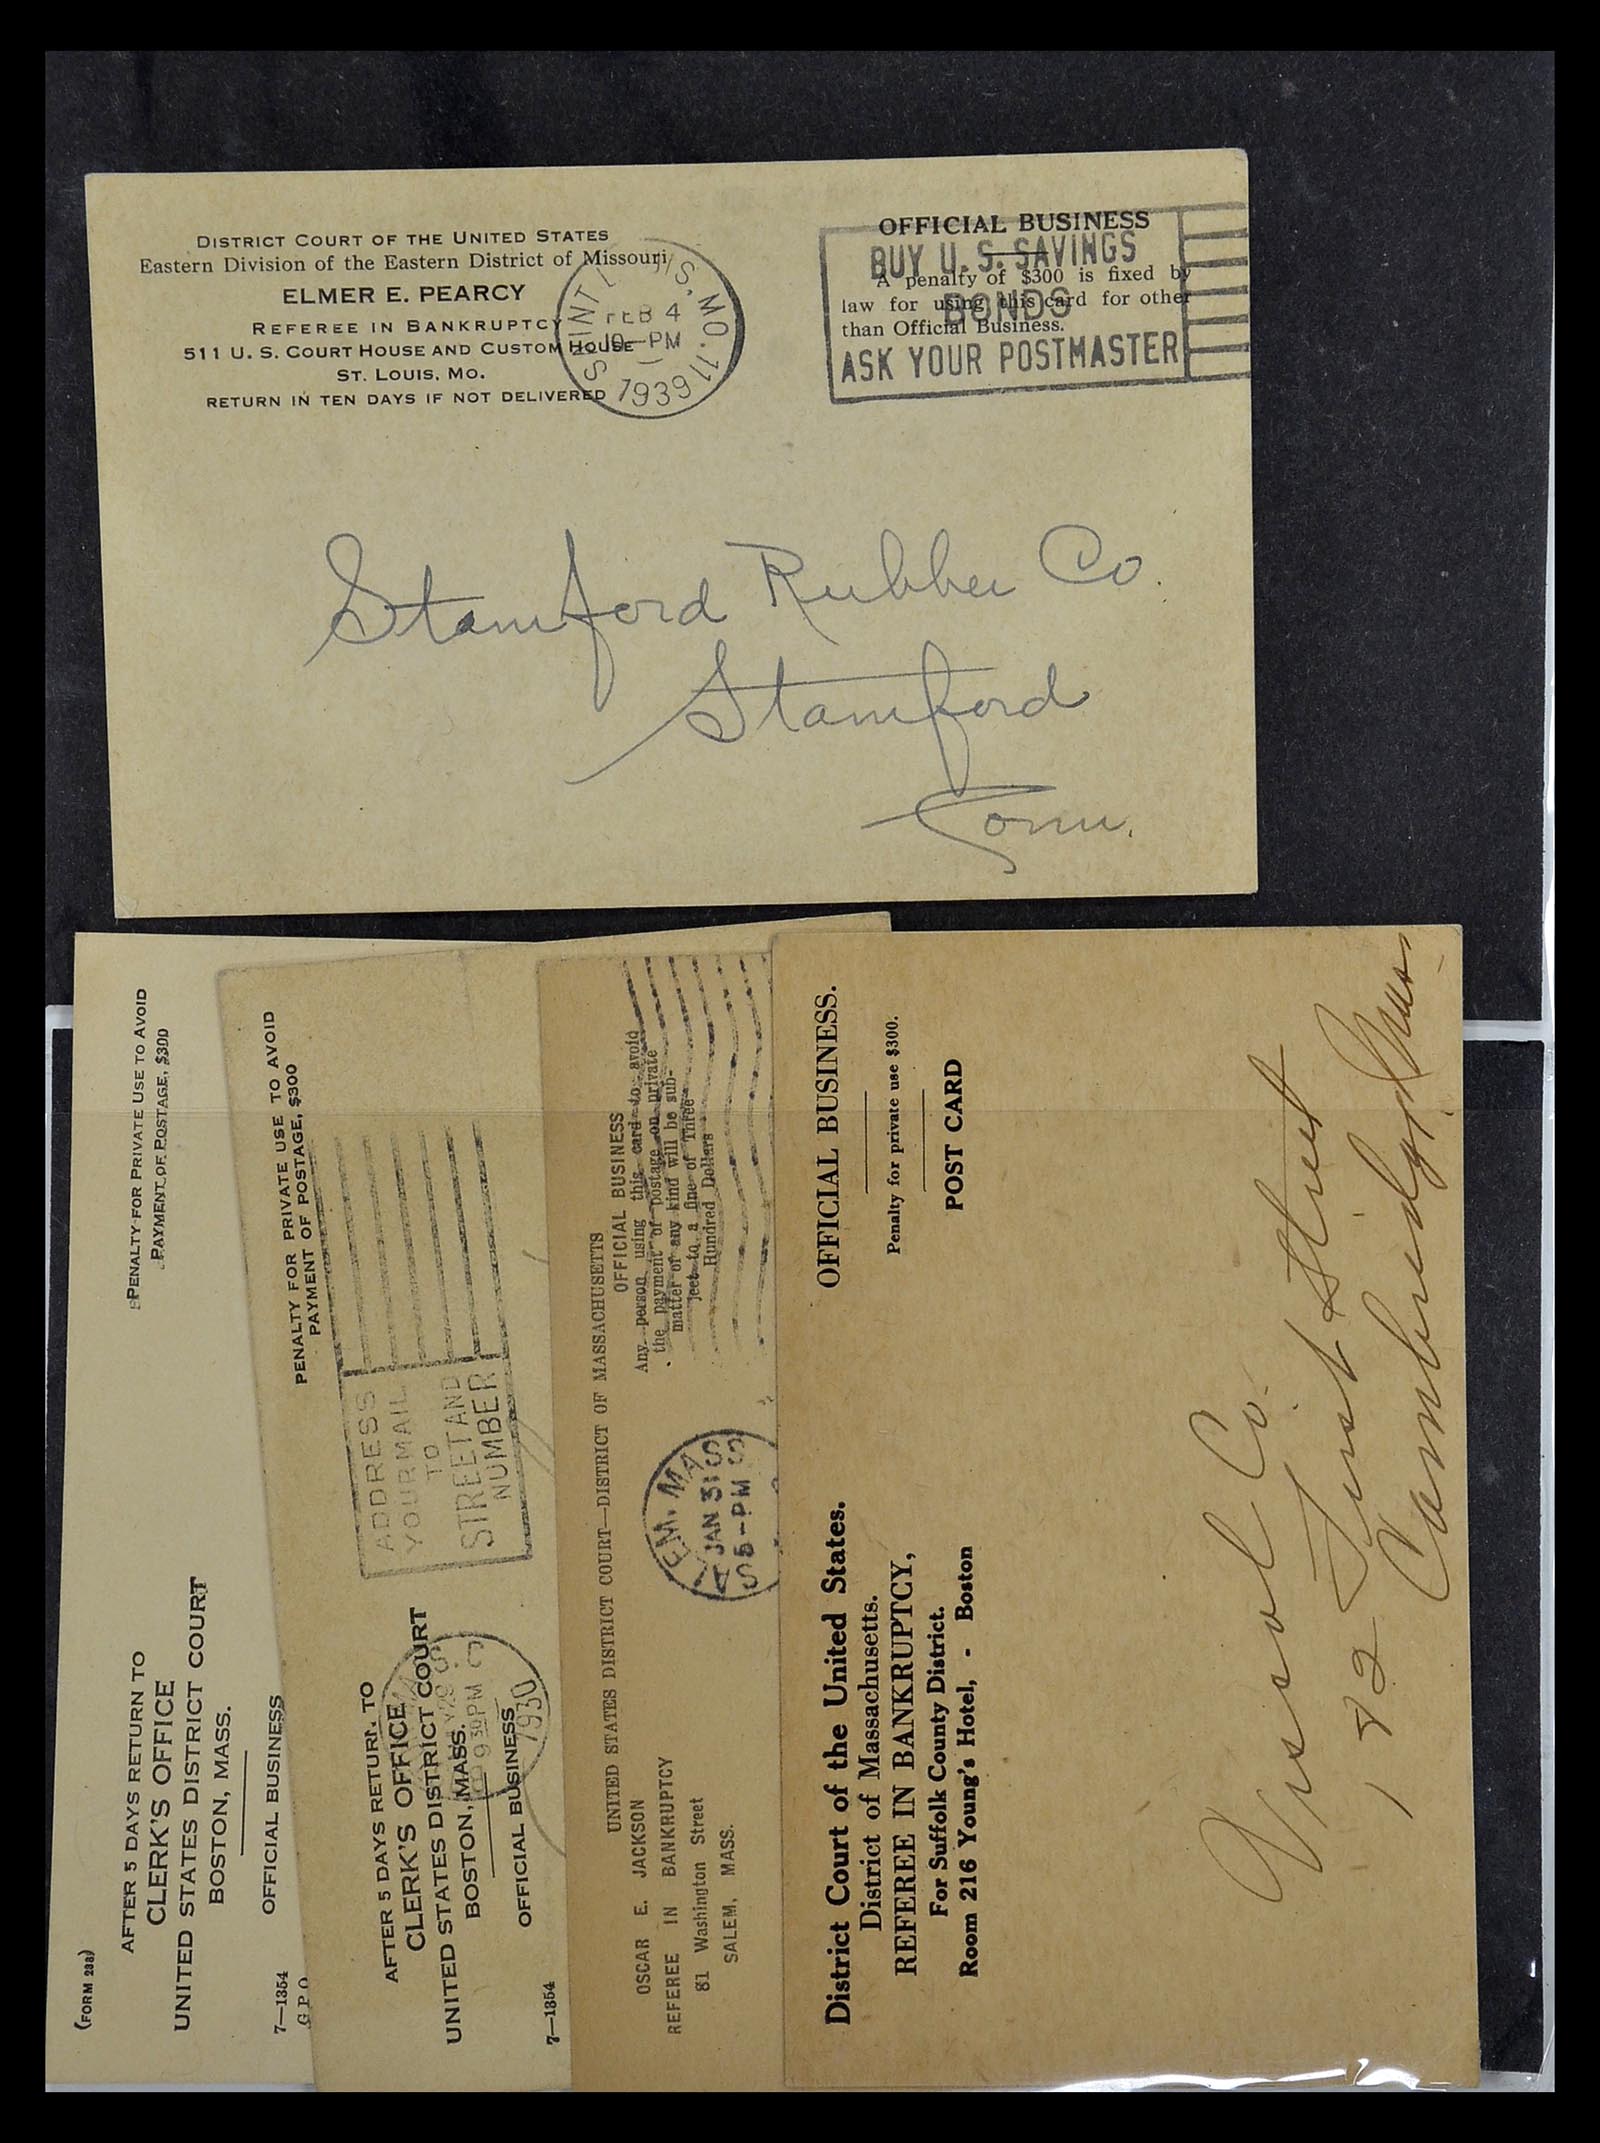 DISTRICT COURT OF THE UNITED STATES
Eastern Division of the Eastern District of Missouri
ELMER E. PEARCY
REFEREE IN BANKRUPTCY
511 U. S. COURT HOUSE AND CUSTOM HOUSE
ST. LOUIS, MO.
RETURN IN TEN DAYS IF NOT DELIVERED
SAINT LOUIS, MO. 11
FEB 4
10-PM
1939
OFFICIAL BUSINESS
A penalty of $300 is fixed by
law for using this card for other
than Official Business.
BUY U. S. SAVINGS
BONDS
ASK YOUR POSTMASTER
Stamford Rubber Co.
Stamford
Conn.
(FORM 238)
AFTER 5 DAYS RETURN TO
CLERK'S OFFICE
UNITED STATES DISTRICT COURT
BOSTON, MASS.
OFFICIAL BUSINESS
7—1354
G P O
PENALTY FOR PRIVATE USE TO AVOID
PAYMENT OF POSTAGE, $300
AFTER 5 DAYS RETURN TO
CLERK'S OFFICE
UNITED STATES DISTRICT COURT
BOSTON, MASS.
OFFICIAL BUSINESS
7—1354
PENALTY FOR PRIVATE USE TO AVOID
PAYMENT OF POSTAGE, $300
9 30 PM
1930
ADDRESS
YOUR MAIL
TO
STREET AND
NUMBER
UNITED STATES DISTRICT COURT—DISTRICT OF MASSACHUSETTS
OSCAR E. JACKSON
REFEREE IN BANKRUPTCY
81 Washington Street
SALEM, MASS.
OFFICIAL BUSINESS
Any person using this card to avoid
the payment of postage on private
matter of any kind will be sub-
ject to a fine of Three
Hundred Dollars
SALEM, MASS
JAN 31
5-PM
District Court of the United States.
District of Massachusetts.
REFEREE IN BANKRUPTCY,
For Suffolk County District.
Room 216 Young's Hotel, - Boston
OFFICIAL BUSINESS.
Penalty for private use $300.
POST CARD
Co.
182 First Street
Cambridge, Mass